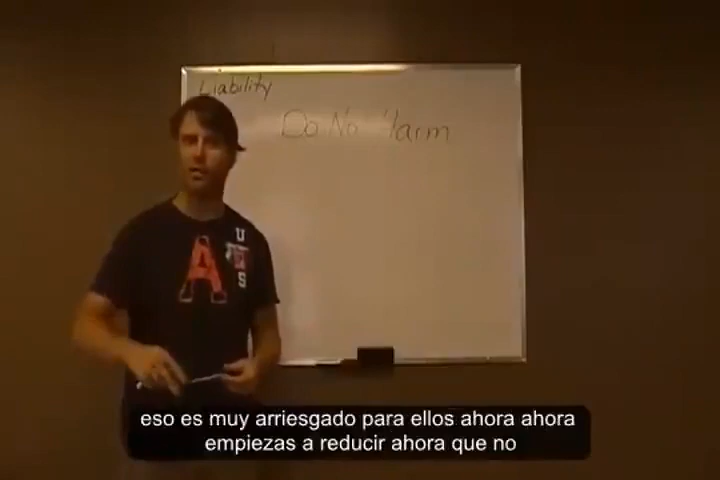 Liability
Do No Harm
U
A
S
eso es muy arriesgado para ellos ahora ahora
empiezas a reducir ahora que no